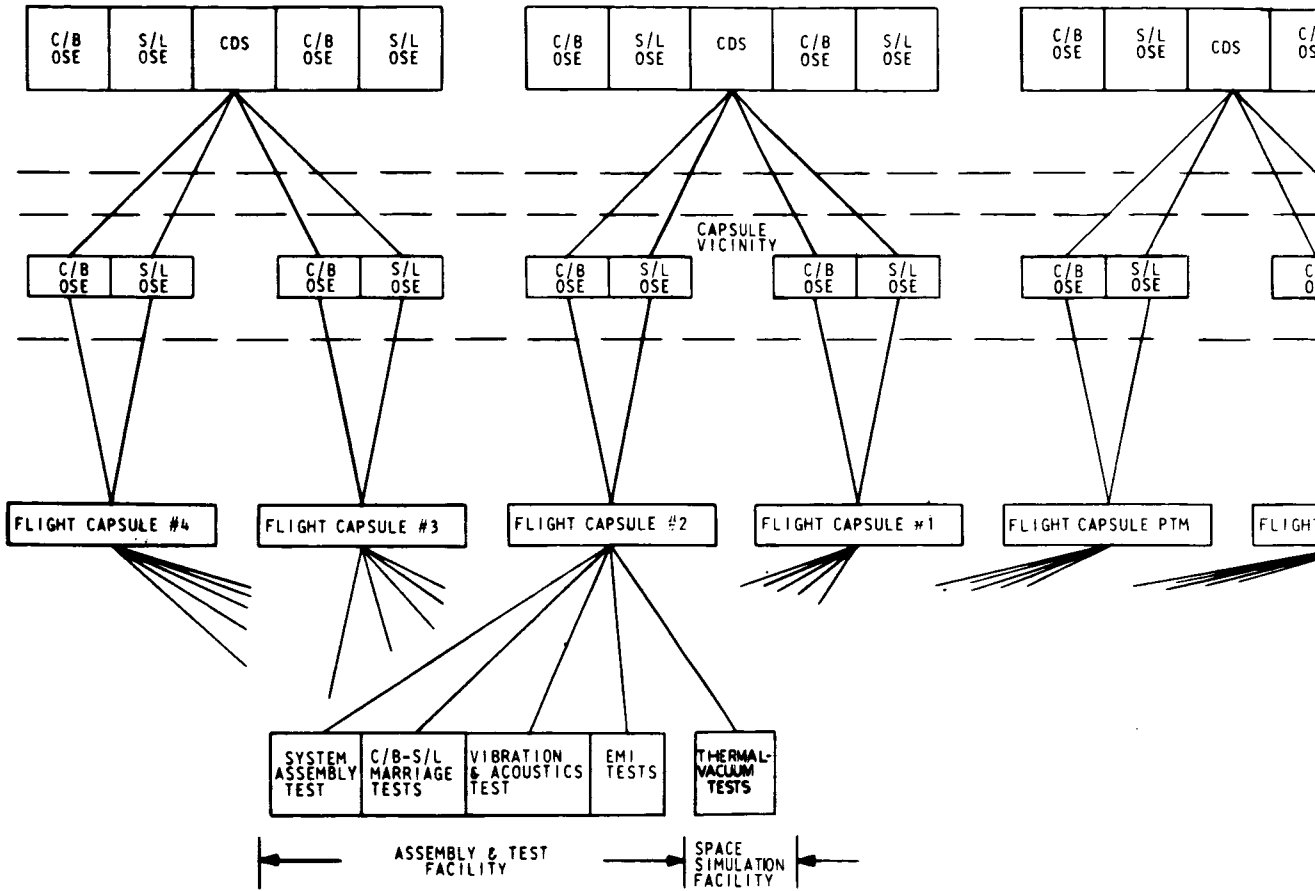 C/B
OSE
S/L
OSE
CDS
C/B
OSE
S/L
OSE
C/B
OSE
S/L
OSE
CDS
C/B
OSE
S/L
OSE
C/B
OSE
S/L
OSE
CDS
CAPSULE
VICINITY
C/B
OSE
S/L
OSE
C/B
OSE
S/L
OSE
C/B
OSE
S/L
OSE
C/B
OSE
S/L
OSE
C/B
OSE
S/L
OSE
FLIGHT CAPSULE #4
FLIGHT CAPSULE #3
FLIGHT CAPSULE #2
FLIGHT CAPSULE #1
FLIGHT CAPSULE PTM
FLIGHT
SYSTEM
ASSEMBLY
TEST
C/B-S/L
MARRIAGE
TESTS
VIBRATION
& ACOUSTICS
TEST
EMI
TESTS
THERMAL-
VACUUM
TESTS
ASSEMBLY & TEST
FACILITY
SPACE
SIMULATION
FACILITY